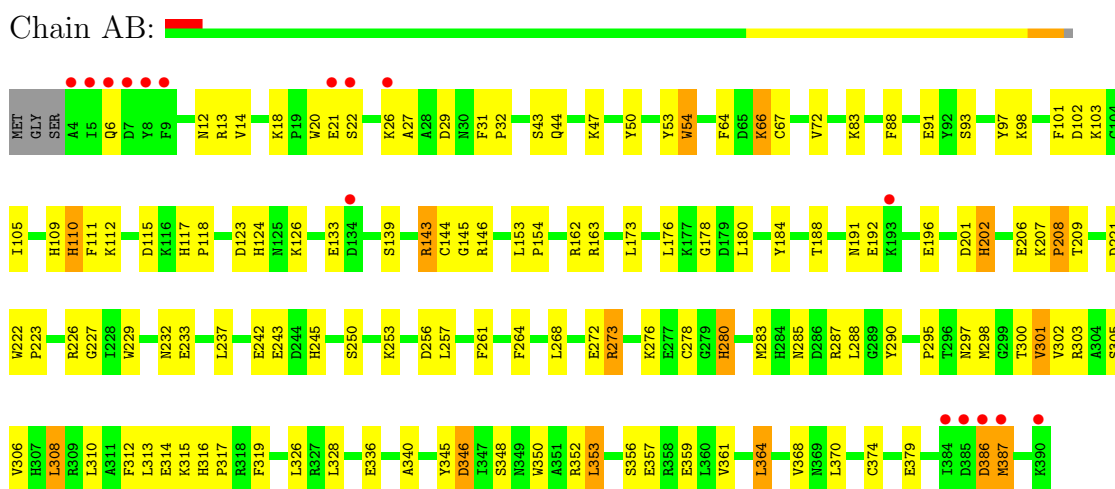 Chain AB:
MET GLY SER A4 I5 Q6 D7 Y8 F9 N12 R13 V14 K18 P19 W20 E21 S22 K26 A27 A28 D29 N30 F31 P32 S43 Q44 K47 Y50 Y53 W54 F64 D65 K66 C67 V72 K83 F88 E91 Y92 S93 Y97 K98 F101 D102 K103 G104
I105 H109 H110 F111 K112 D115 K116 H117 P118 D123 H124 N125 K126 E133 D134 S139 R143 C144 G145 R146 L153 P154 R162 R163 L173 L176 K177 G178 D179 L180 Y184 T188 N191 E192 K193 E196 D201 H202 E206 K207 P208 T209
W222 P223 R226 G227 I228 W229 N232 E233 L237 E242 E243 D244 H245 S250 K253 D256 L257 F261 F264 L268 E272 R273 K276 E277 C278 G279 H280 M283 H284 N285 D286 R287 L288 G289 Y290 P295 T296 N297 M298 G299 T300 V301 V302 R303 A304 S305
V306 H307 L308 R309 L310 A311 F312 L313 E314 K315 H316 P317 R318 F319 L326 R327 L328 E336 A340 Y345 D346 I347 S348 N349 W350 A351 R352 L353 S356 E357 R358 E359 L360 V361 L364 V368 N369 L370 C374 E379 I384 D385 D386 M387 K390